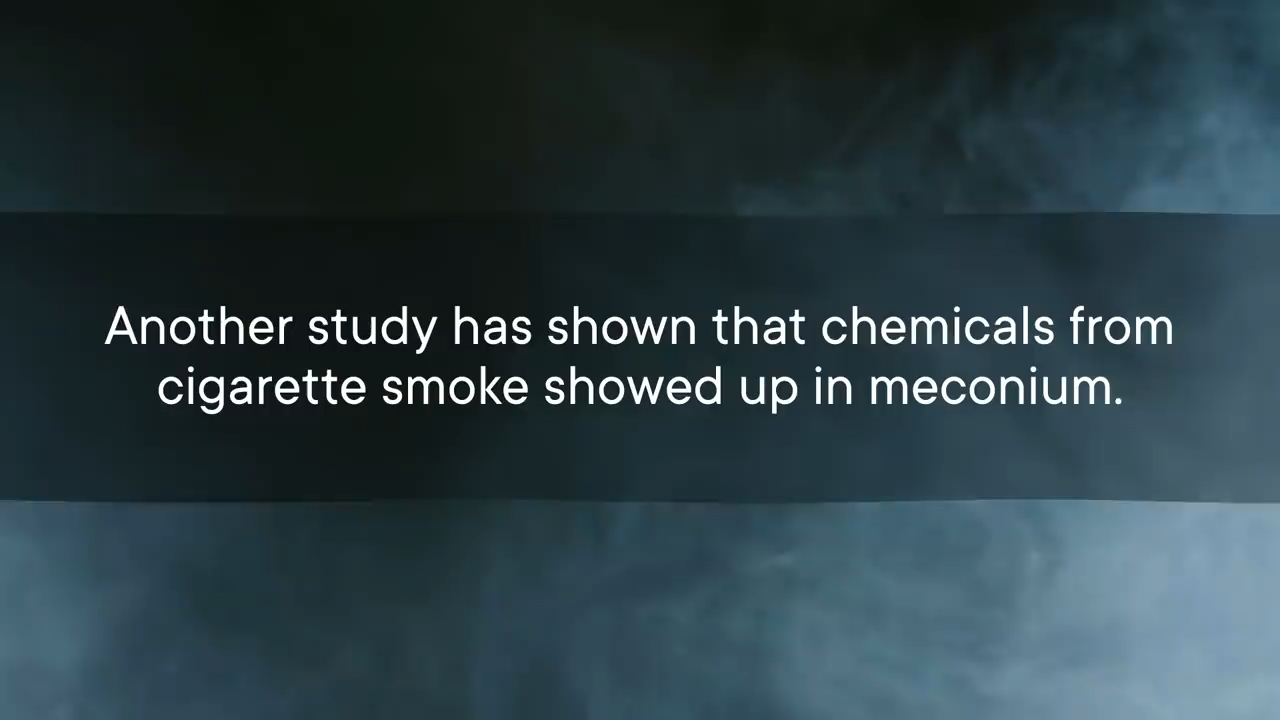 Another study has shown that chemicals from
cigarette smoke showed up in meconium.